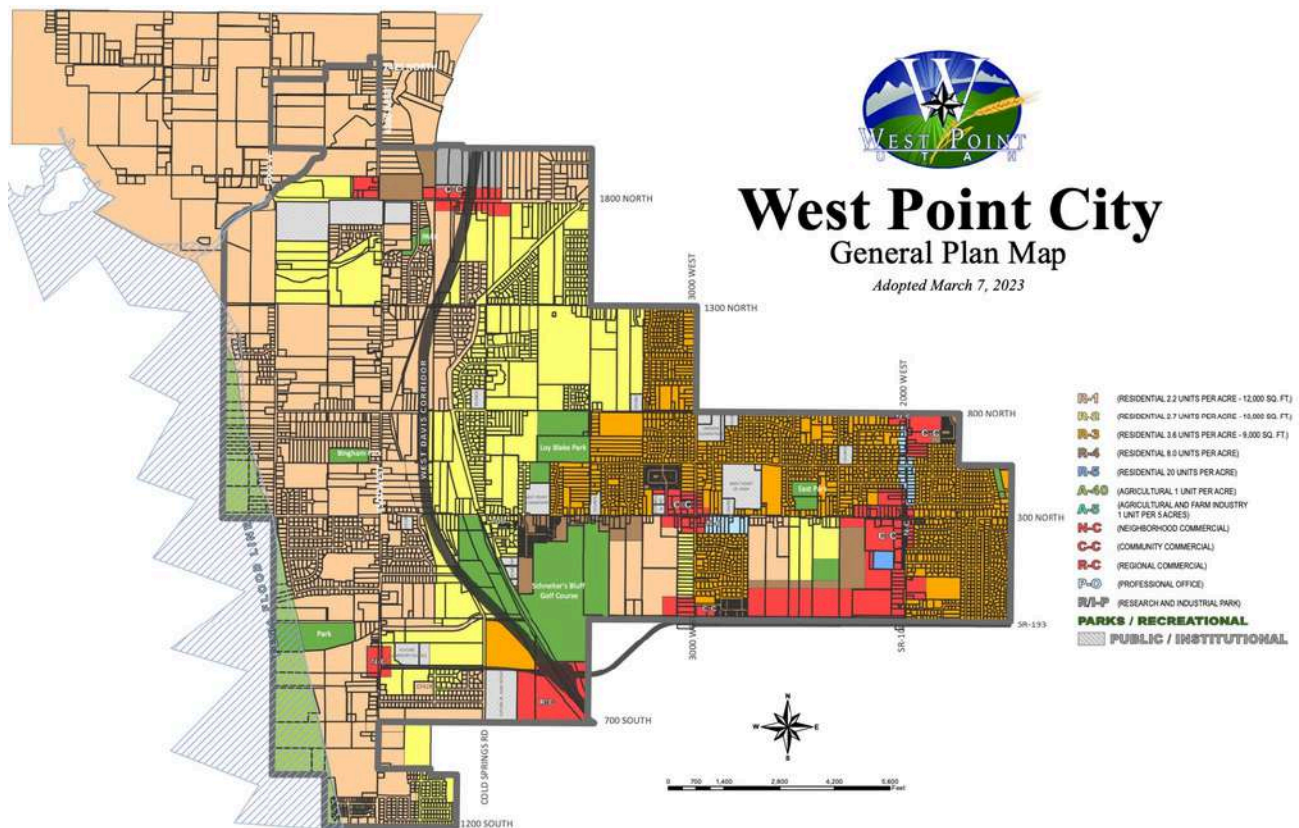 WEST POINT
UTAH
West Point City
General Plan Map
Adopted March 7, 2023
1800 NORTH
C-C
3000 WEST
1300 NORTH
WEST DAVIS CORRIDOR
2000 WEST
800 NORTH
C-C
Loy Blake Park
Bingham Park
East Park
C-C
300 NORTH
C-C
FLOOD LINE
Schneiter's Bluff
Golf Course
C-C
SR-193
3000 W
Park
N-C
R-C
700 SOUTH
COLD SPRINGS RD
1200 SOUTH
R-1 (RESIDENTIAL 2.2 UNITS PER ACRE - 12,000 SQ. FT.)
R-2 (RESIDENTIAL 2.7 UNITS PER ACRE - 10,000 SQ. FT.)
R-3 (RESIDENTIAL 3.6 UNITS PER ACRE - 9,000 SQ. FT.)
R-4 (RESIDENTIAL 8.0 UNITS PER ACRE)
R-5 (RESIDENTIAL 20 UNITS PER ACRE)
A-40 (AGRICULTURAL 1 UNIT PER ACRE)
A-5 (AGRICULTURAL AND FARM INDUSTRY
1 UNIT PER 5 ACRES)
N-C (NEIGHBORHOOD COMMERCIAL)
C-C (COMMUNITY COMMERCIAL)
R-C (REGIONAL COMMERCIAL)
P-O (PROFESSIONAL OFFICE)
R/I-P (RESEARCH AND INDUSTRIAL PARK)
PARKS / RECREATIONAL
PUBLIC / INSTITUTIONAL
N
W E
S
0 700 1,400 2,800 4,200 5,600
Feet